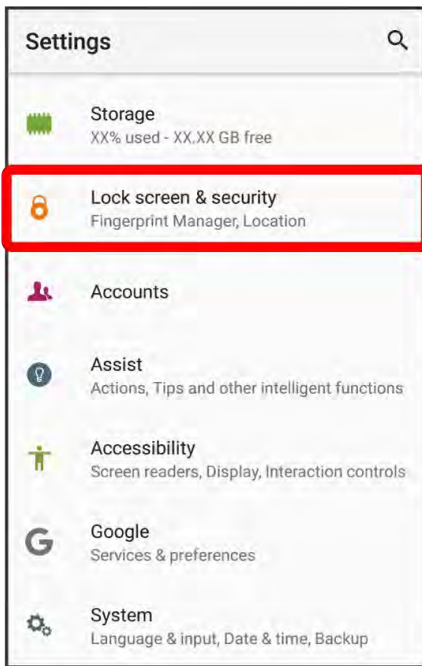 Settings
Storage
XX% used - XX.XX GB free
Lock screen & security
Fingerprint Manager, Location
Accounts
Assist
Actions, Tips and other intelligent functions
Accessibility
Screen readers, Display, Interaction controls
Google
Services & preferences
System
Language & input, Date & time, Backup